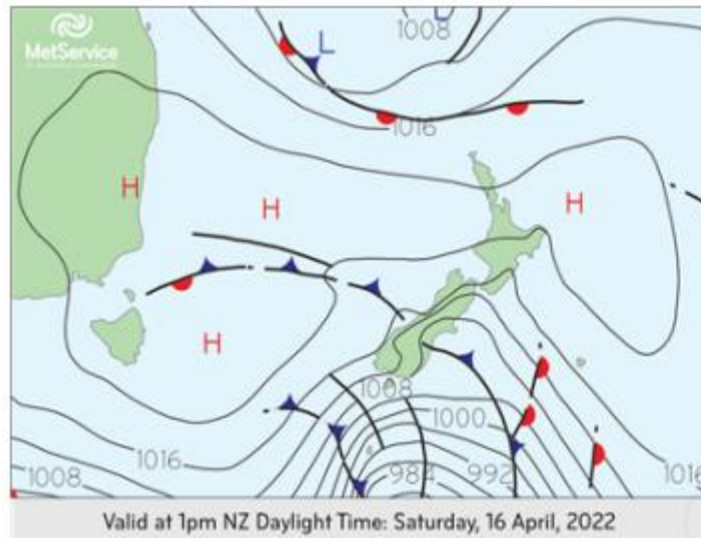 MetService
1008
L
L
1016
H
H
H
H
1008
1000
1016
1008
984
992
1016
Valid at 1pm NZ Daylight Time: Saturday, 16 April, 2022